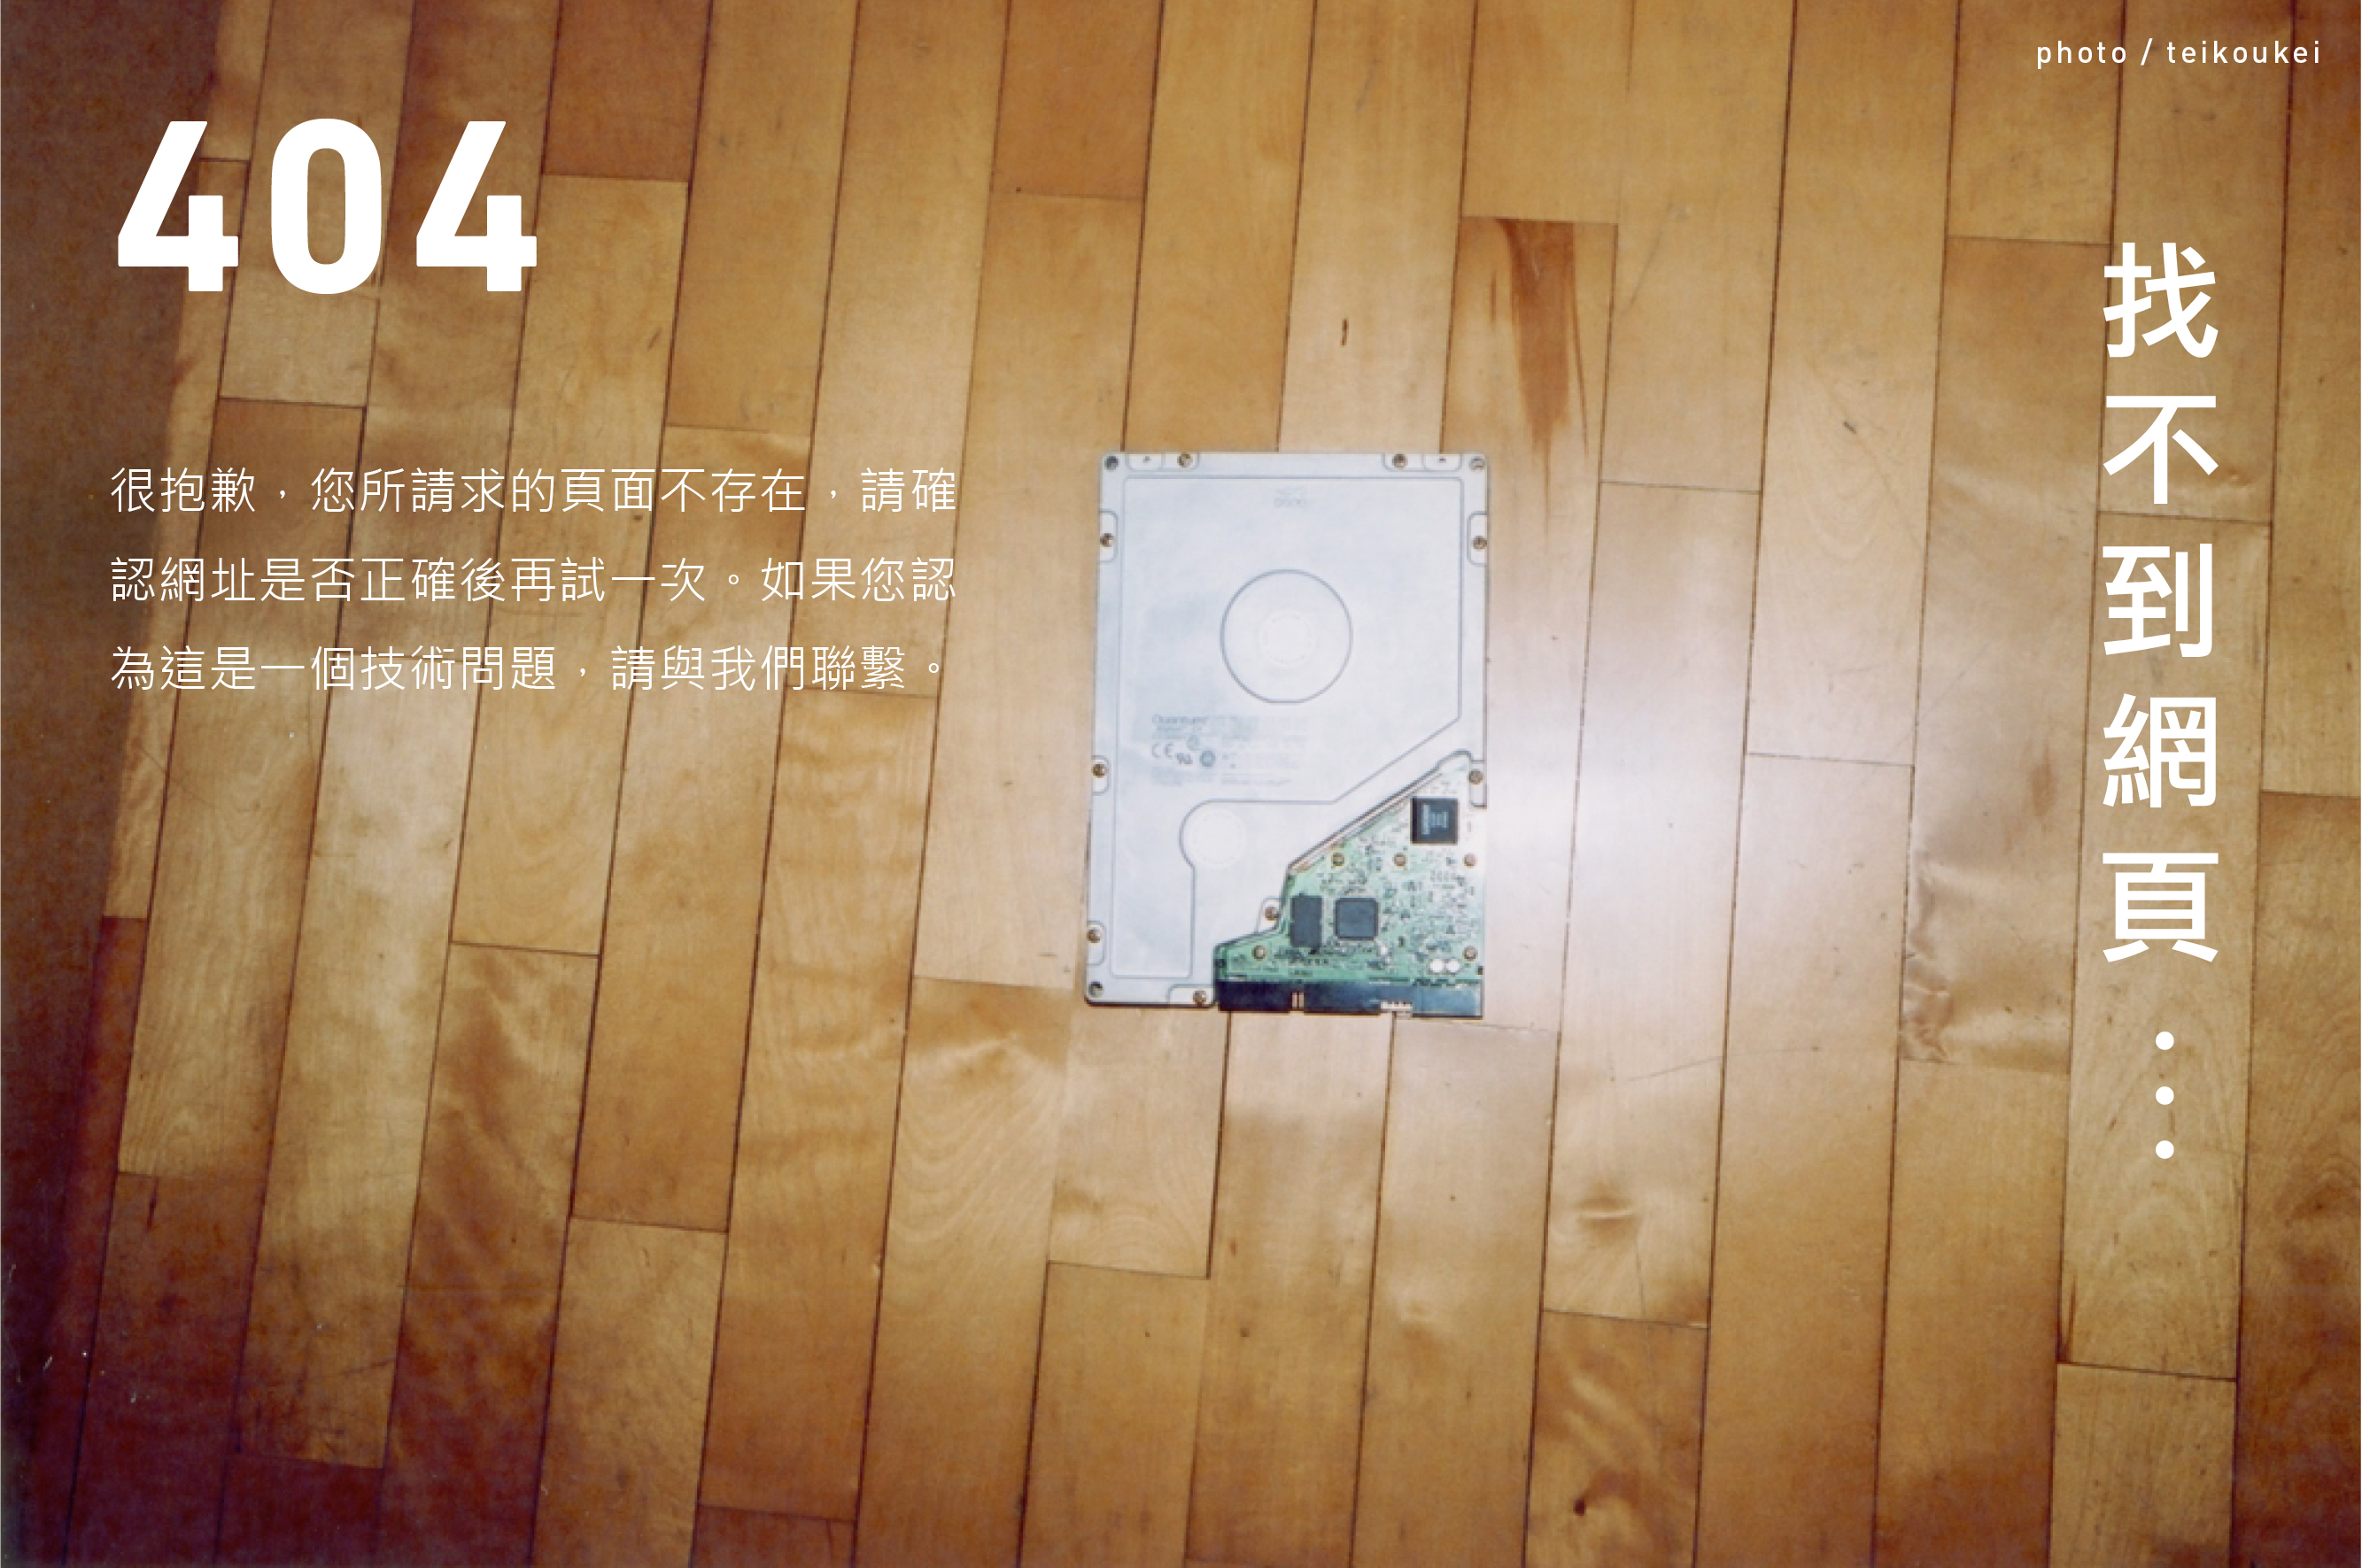 photo / teikoukei
404
很抱歉，您所請求的頁面不存在，請確
認網址是否正確後再試一次。如果您認
為這是一個技術問題，請與我們聯繫。
找不到網頁⋯
Quantum
CE